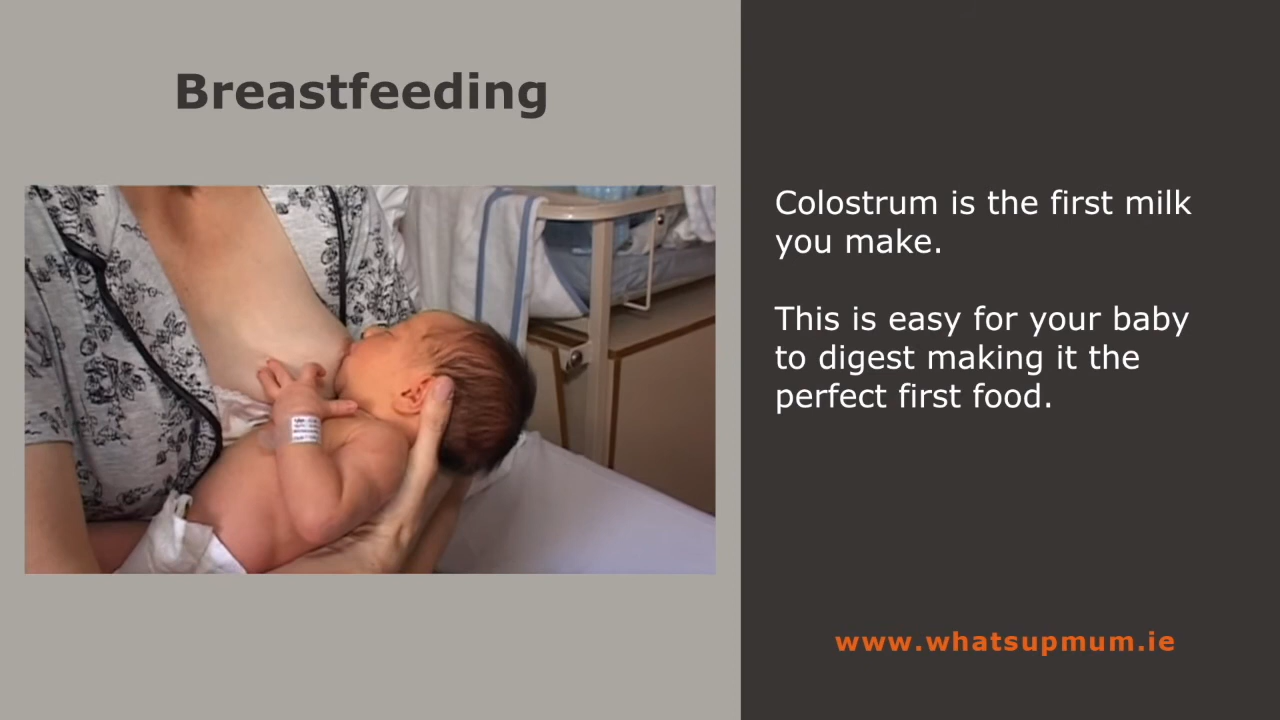 Breastfeeding
Colostrum is the first milk
you make.
This is easy for your baby
to digest making it the
perfect first food.
www.whatsupmum.ie